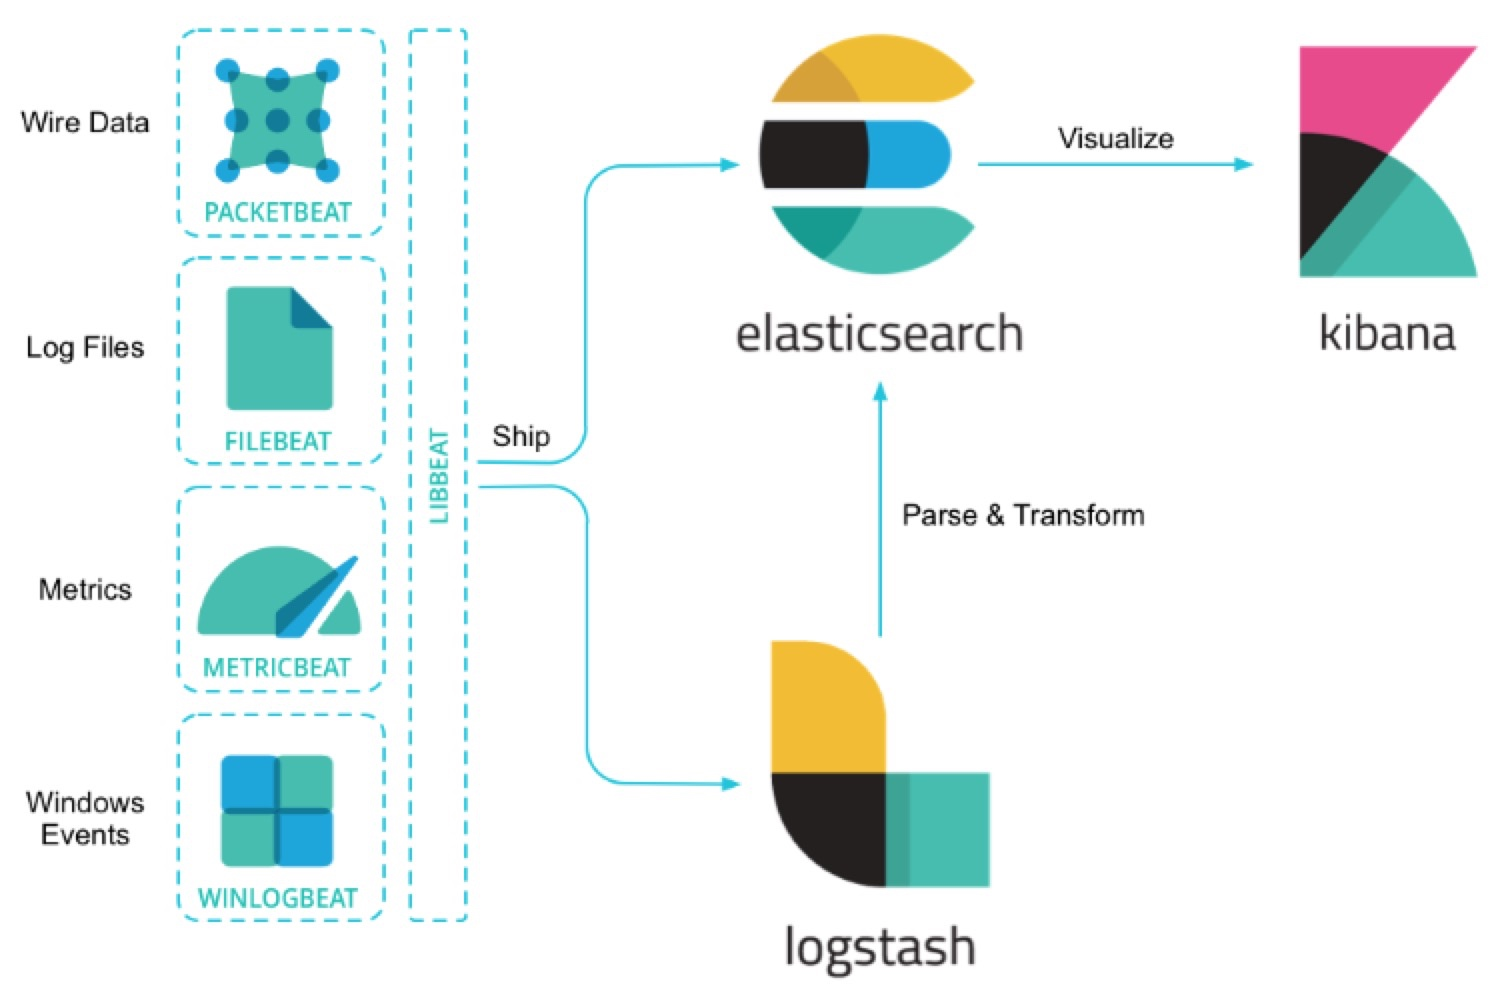 Wire Data
PACKETBEAT
Log Files
FILEBEAT
Metrics
METRICBEAT
Windows
Events
WINLOGBEAT
LIBBEAT
Ship
elasticsearch
Visualize
kibana
Parse & Transform
logstash